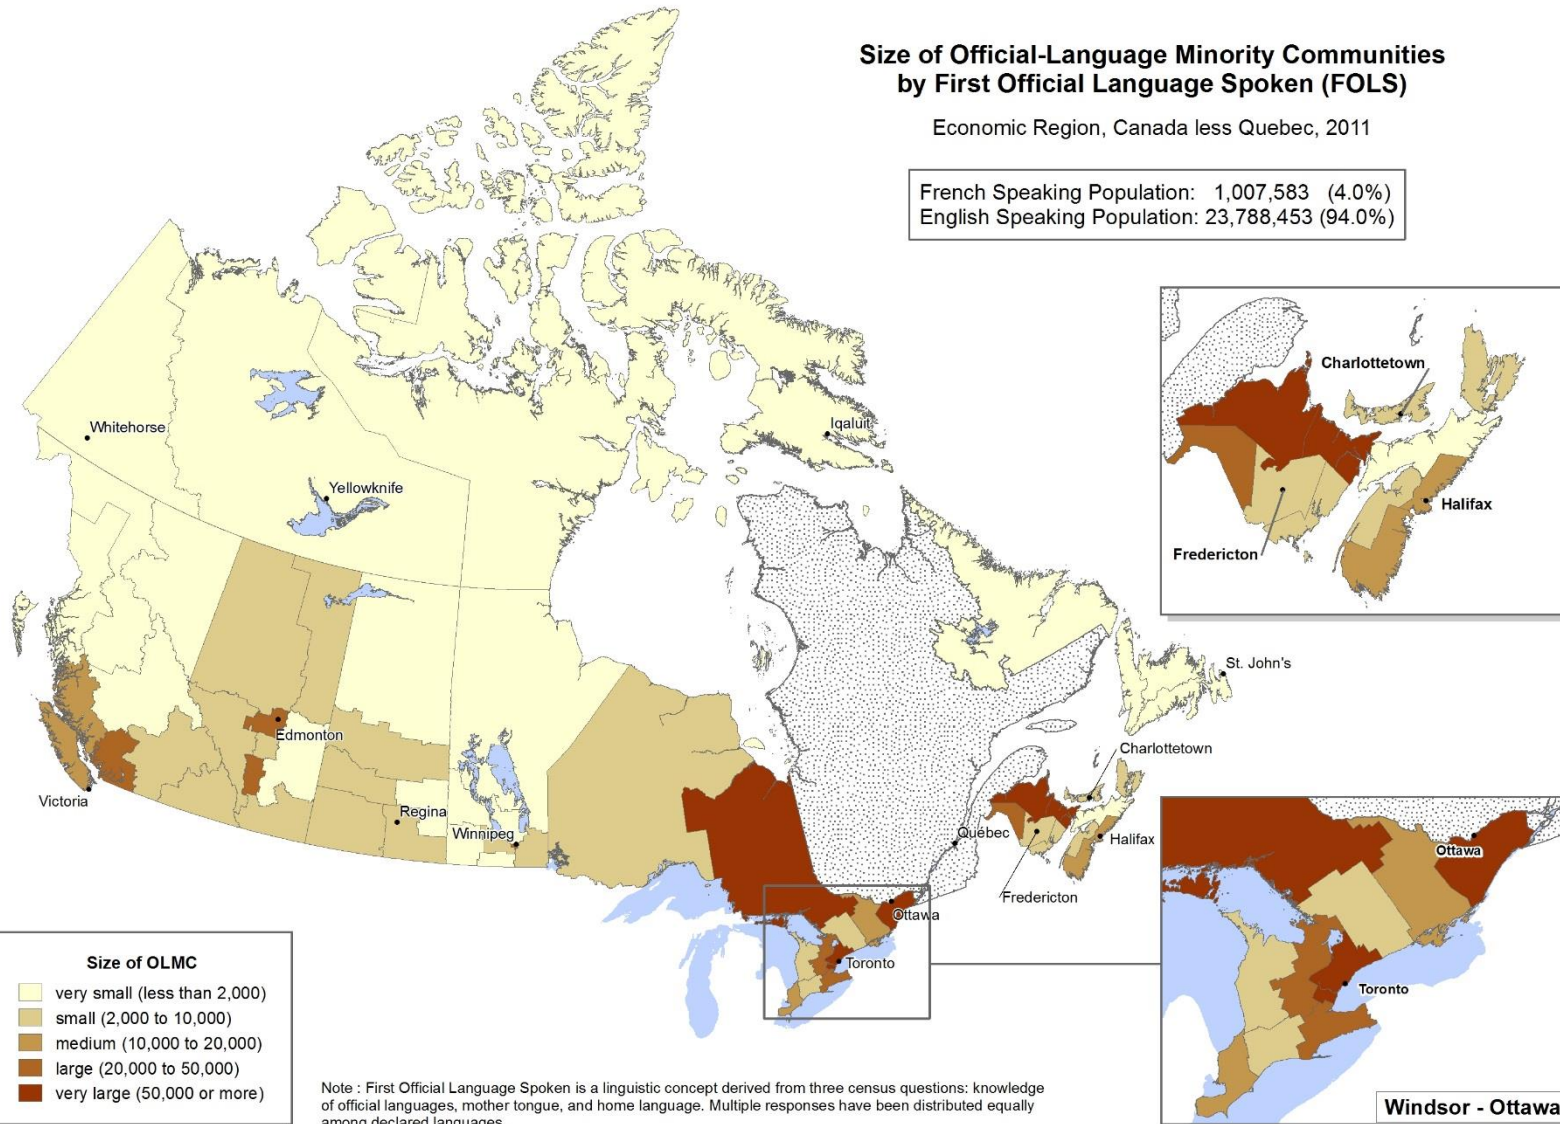 Size of Official-Language Minority Communities
by First Official Language Spoken (FOLS)
Economic Region, Canada less Quebec, 2011
French Speaking Population: 1,007,583 (4.0%)
English Speaking Population: 23,788,453 (94.0%)
Charlottetown
Halifax
Fredericton
Whitehorse
Iqaluit
Yellowknife
St. John's
Edmonton
Charlottetown
Victoria
Regina
Winnipeg
Québec
Halifax
Fredericton
Ottawa
Toronto
Ottawa
Toronto
Windsor - Ottawa
Size of OLMC
very small (less than 2,000)
small (2,000 to 10,000)
medium (10,000 to 20,000)
large (20,000 to 50,000)
very large (50,000 or more)
Note : First Official Language Spoken is a linguistic concept derived from three census questions: knowledge
of official languages, mother tongue, and home language. Multiple responses have been distributed equally
among declared languages